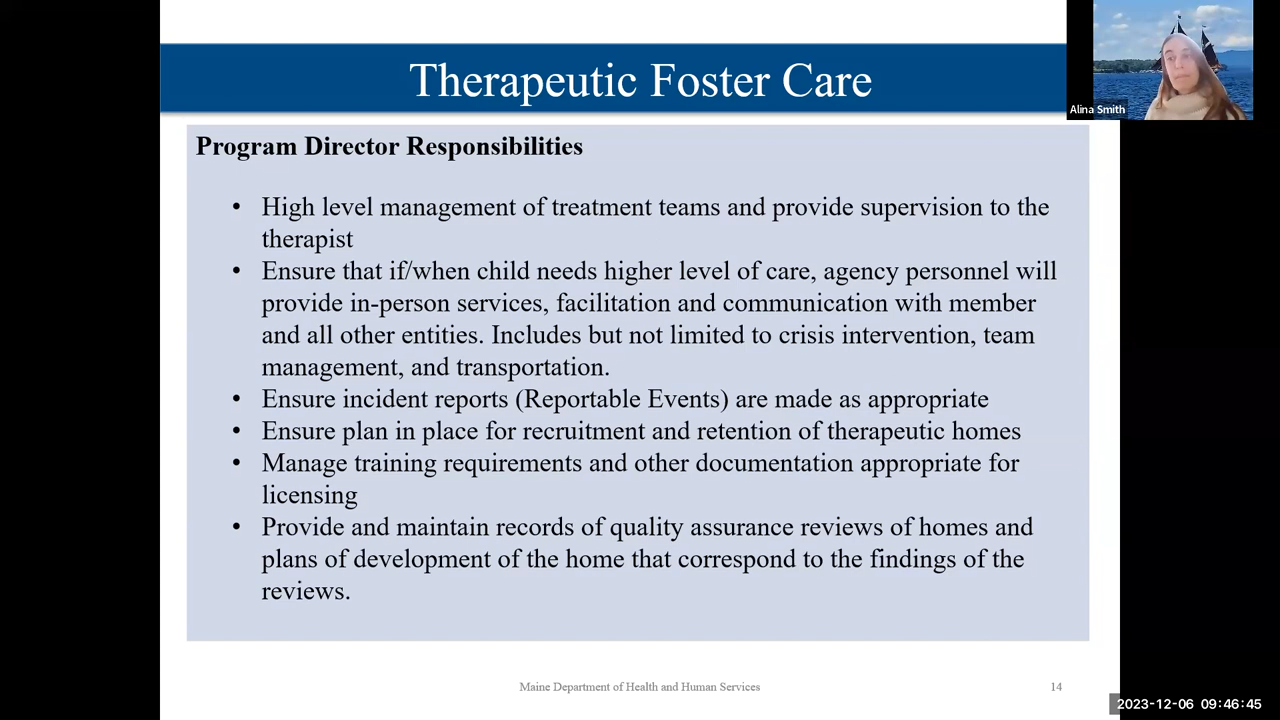 Therapeutic Foster Care
Alina Smith
Program Director Responsibilities
• High level management of treatment teams and provide supervision to the
therapist
• Ensure that if/when child needs higher level of care, agency personnel will
provide in-person services, facilitation and communication with member
and all other entities. Includes but not limited to crisis intervention, team
management, and transportation.
• Ensure incident reports (Reportable Events) are made as appropriate
• Ensure plan in place for recruitment and retention of therapeutic homes
• Manage training requirements and other documentation appropriate for
licensing
• Provide and maintain records of quality assurance reviews of homes and
plans of development of the home that correspond to the findings of the
reviews.
Maine Department of Health and Human Services
14
2023-12-06 09:46:45